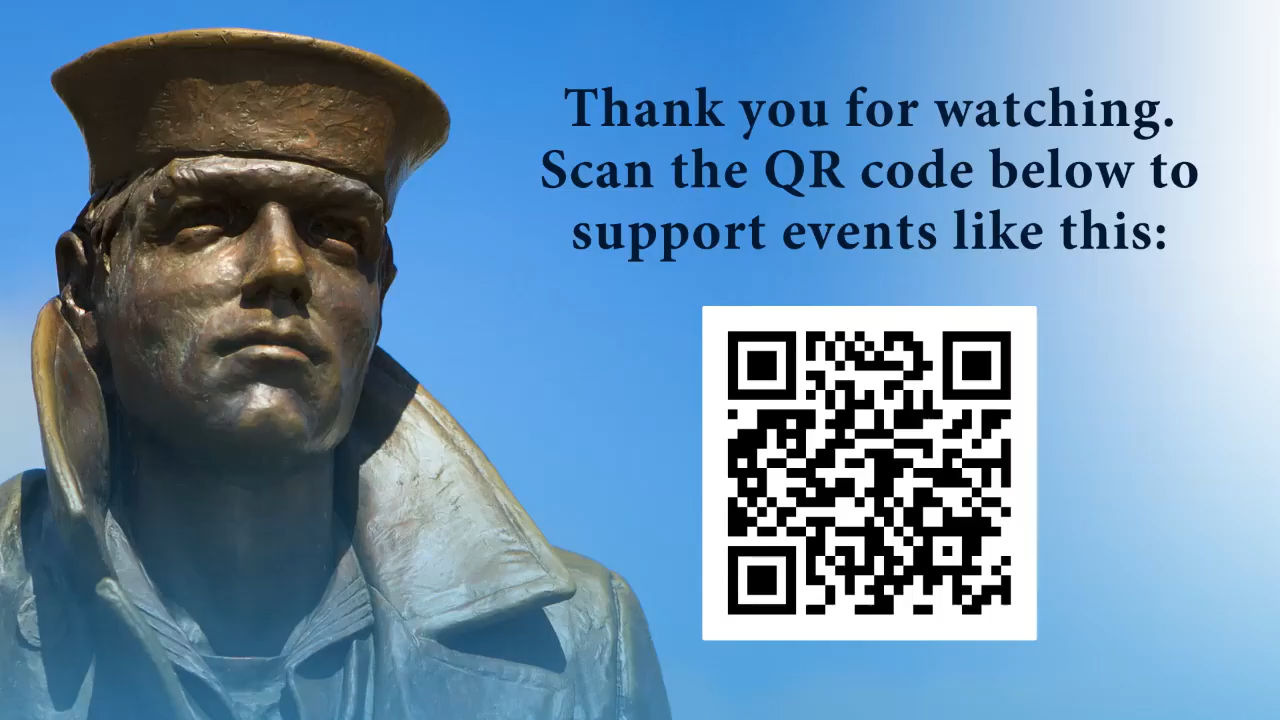 Thank you for watching.
Scan the QR code below to
support events like this: